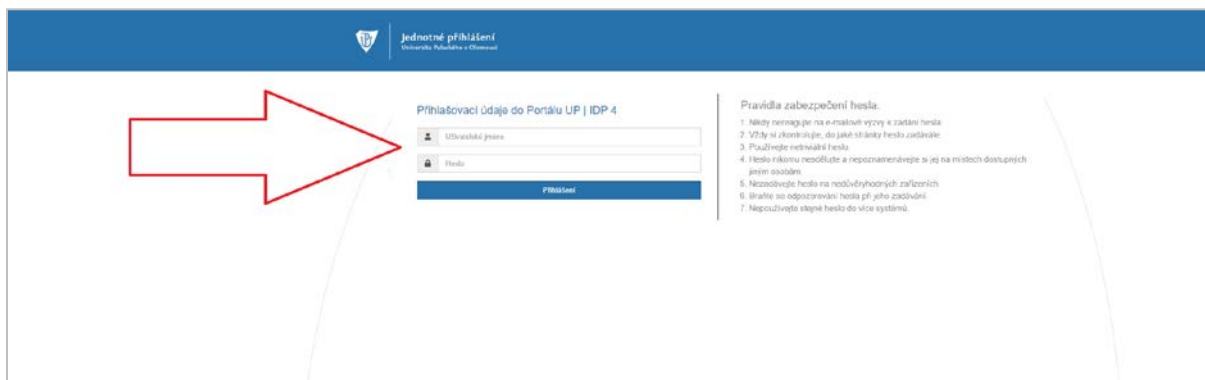 Jednotné přihlášení
Univerzita Palackého v Olomouci
Přihlašovací údaje do Portálu UP | IDP 4
Uživatelské jméno
Heslo
Přihlášení
Pravidla zabezpečení hesla:
1. Nikdy nereagujte na e-mailové výzvy k zadání hesla
2. Vždy si zkontrolujte, do jaké stránky heslo zadáváte
3. Používejte netriviální heslo
4. Heslo nikomu nesdělujte a nepoznamenávejte si jej na místech dostupných
jiným osobám
5. Nezadávejte heslo na nedůvěryhodných zařízeních
6. Braňte se odpozorování hesla při jeho zadávání
7. Nepoužívejte stejné heslo do více systémů.